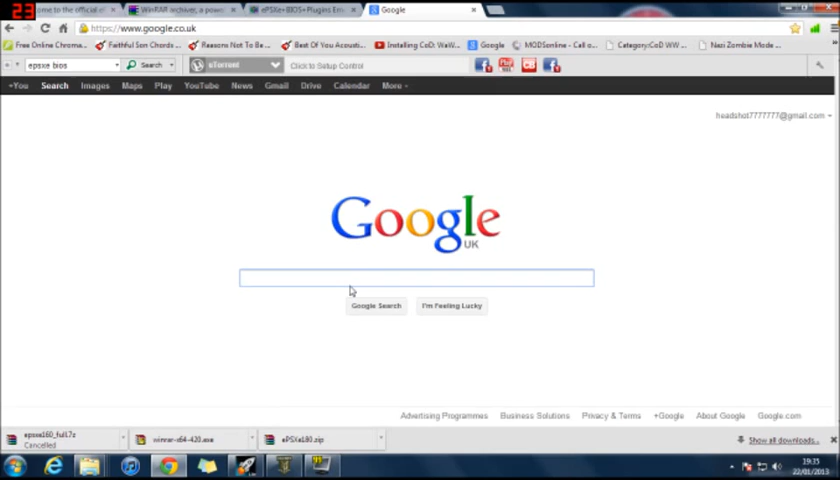 23
ome to the official e
WinRAR archiver, a power
ePSXe+BIOS+Plugins Em
Google
https://www.google.co.uk
Free Online Chroma...
Faithful Son Chords ...
Reasons Not To Be ...
Best Of You Acousti...
Installing CoD: WaW...
Google
MODSonline - Call o...
Category:CoD WW ...
Nazi Zombie Mode ...
epsxe bios
Search
uTorrent
Click to Setup Control
+You Search Images Maps Play YouTube News Gmail Drive Calendar More
headshot7777777@gmail.com
Google
UK
Google Search
I'm Feeling Lucky
Advertising Programmes Business Solutions Privacy & Terms +Google About Google Google.com
epsxe160_full.7z
Cancelled
winrar-x64-420.exe
ePSXe180.zip
Show all downloads...
19:35
22/01/2013